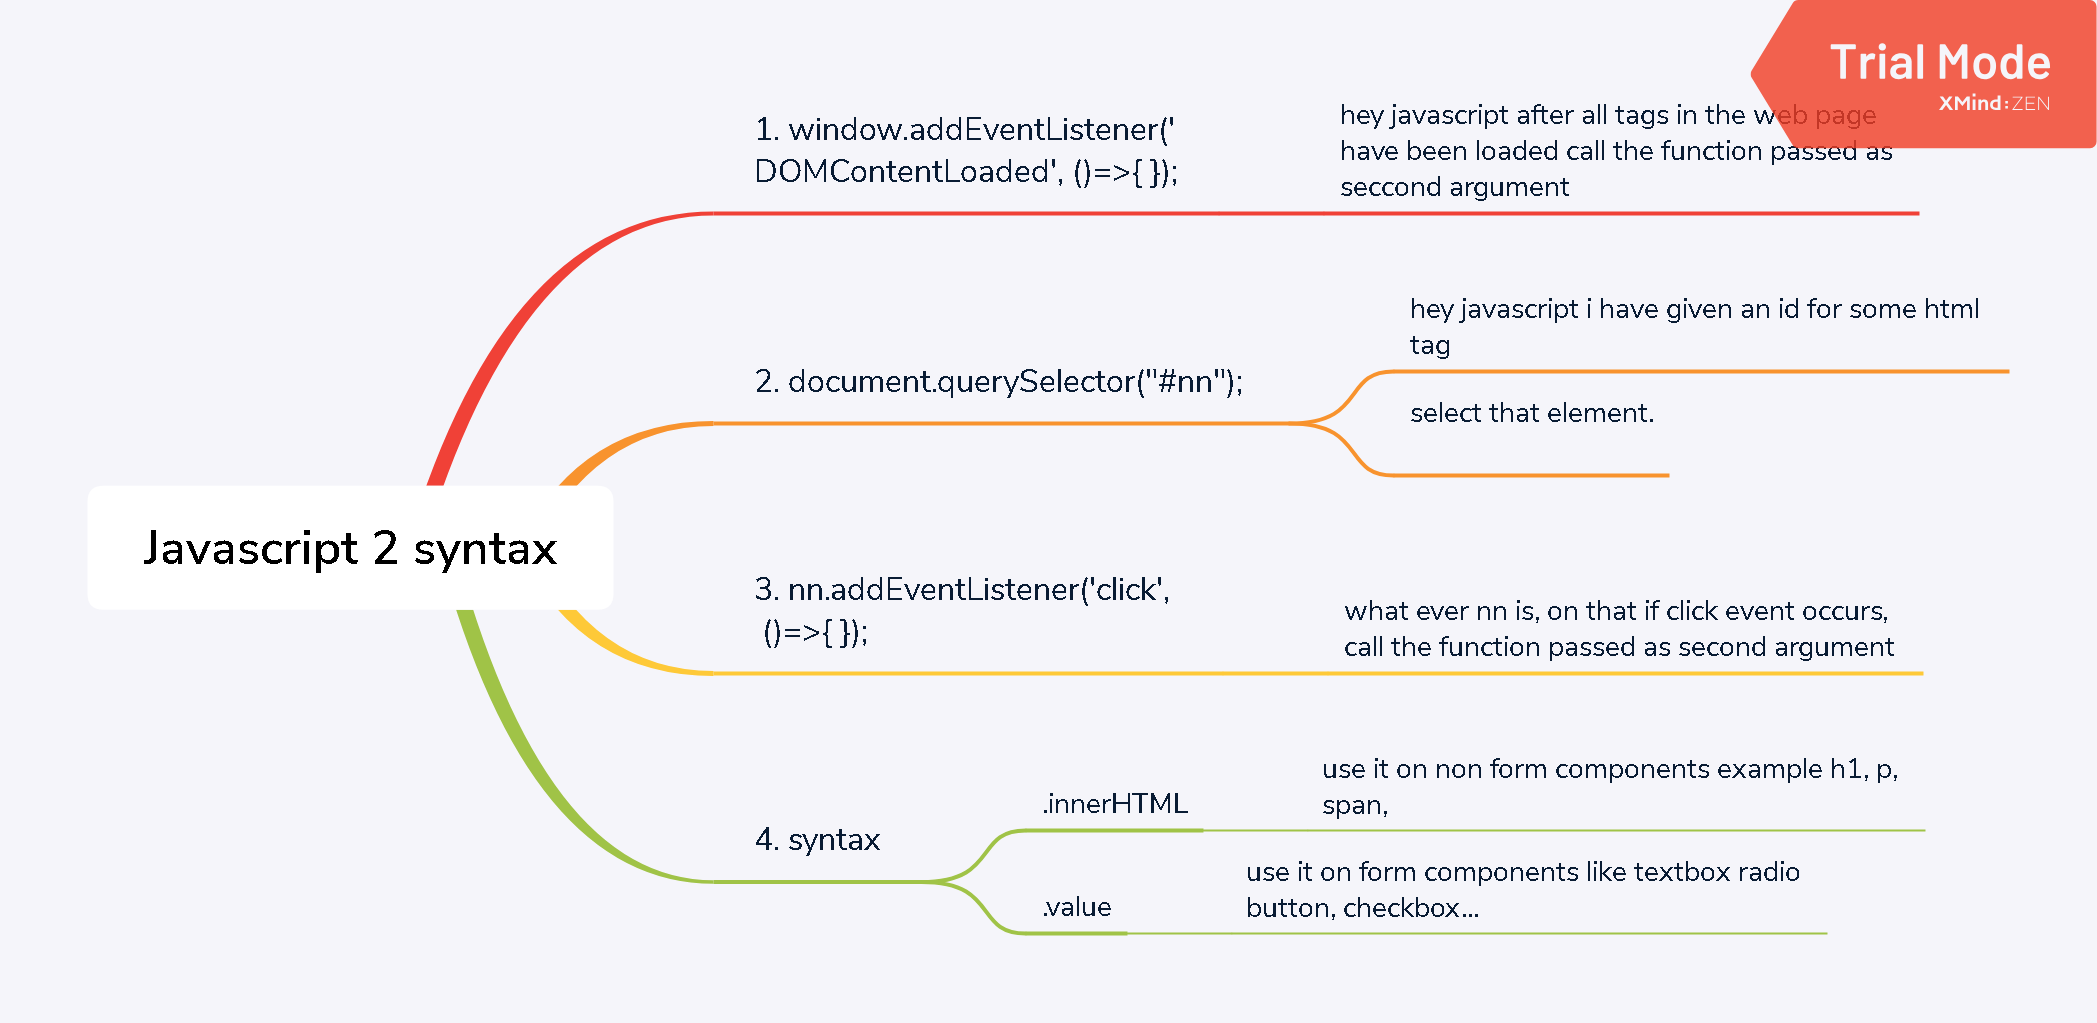 Trial Mode
XMind:ZEN
1. window.addEventListener('
DOMContentLoaded', ()=>{ });
hey javascript after all tags in the web page
have been loaded call the function passed as
seccond argument
hey javascript i have given an id for some html
tag
2. document.querySelector("#nn");
select that element.
Javascript 2 syntax
3. nn.addEventListener('click',
()=>{ });
what ever nn is, on that if click event occurs,
call the function passed as second argument
4. syntax
.innerHTML
use it on non form components example h1, p,
span,
.value
use it on form components like textbox radio
button, checkbox...